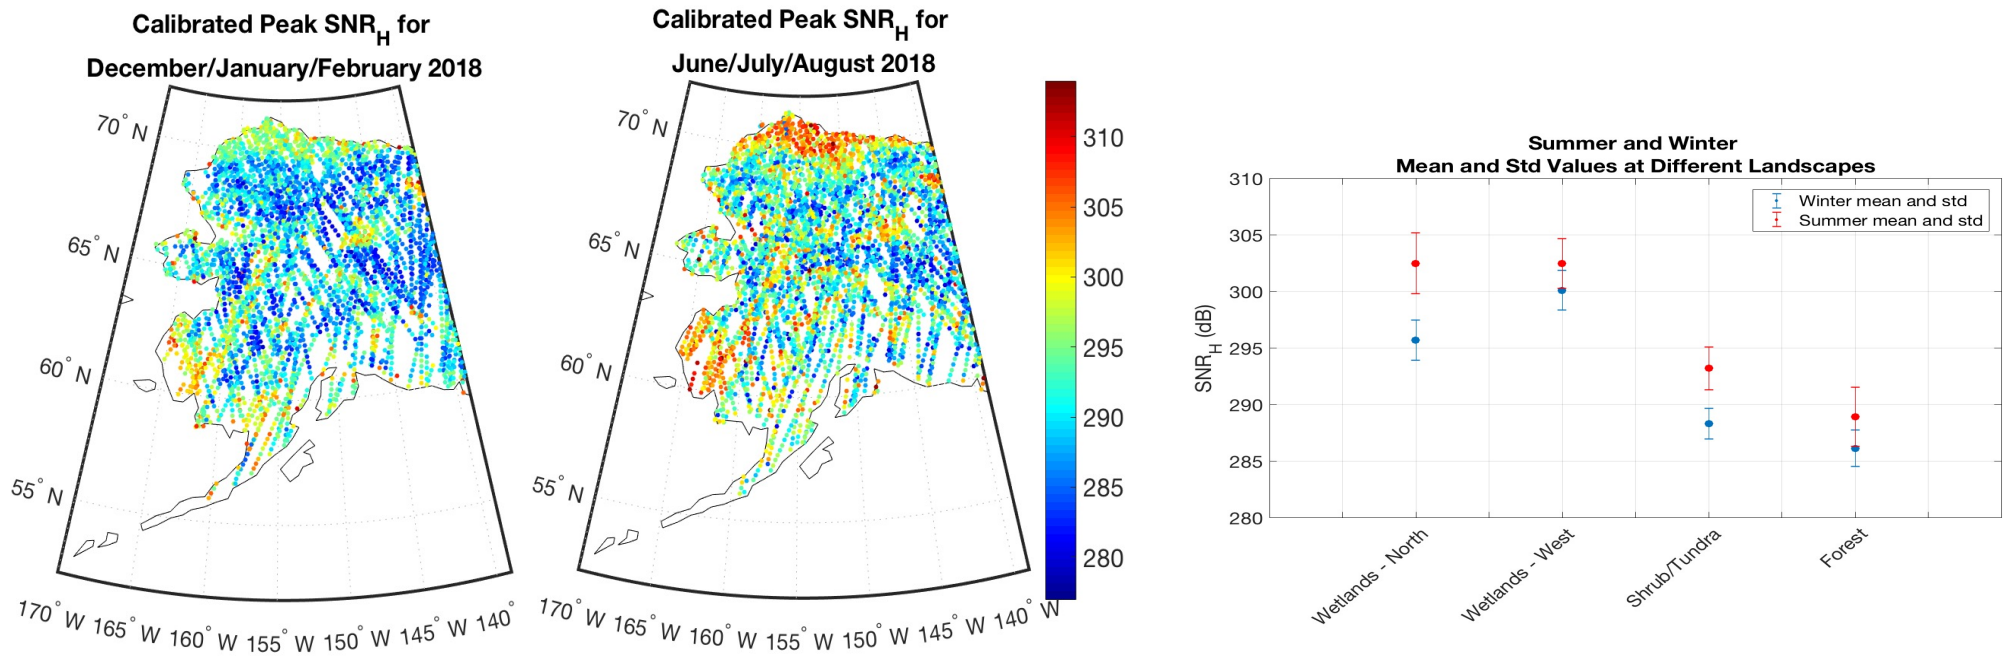 Calibrated Peak SNR_H for
December/January/February 2018
70° N
65° N
60° N
55° N
170° W 165° W 160° W 155° W 150° W 145° W 140°
Calibrated Peak SNR_H for
June/July/August 2018
70° N
65° N
60° N
55° N
170° W 165° W 160° W 155° W 150° W 145° W 140° W
310
305
300
295
290
285
280
Summer and Winter
Mean and Std Values at Different Landscapes
Winter mean and std
Summer mean and std
SNR_H (dB)
310
305
300
295
290
285
280
Wetlands - North
Wetlands - West
Shrub/Tundra
Forest